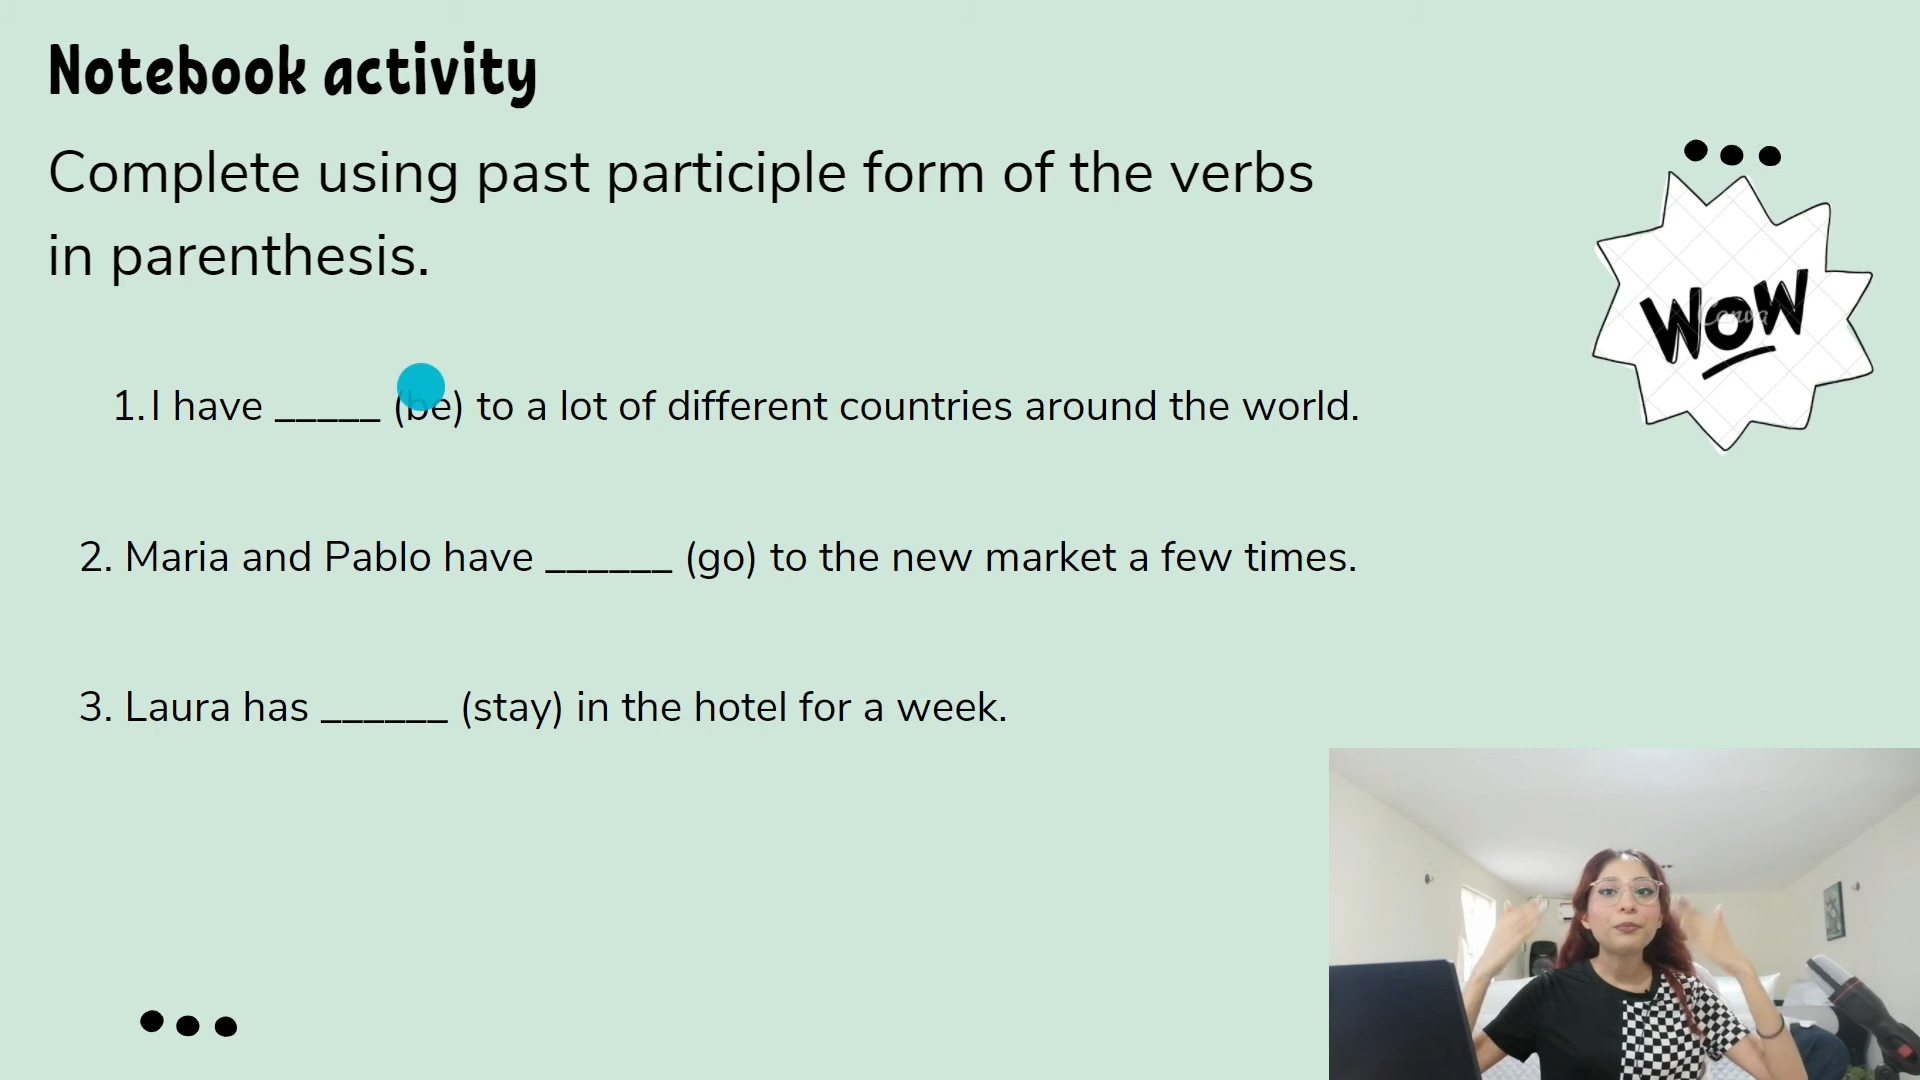 Notebook activity
Complete using past participle form of the verbs
in parenthesis.
1. I have _____ (be) to a lot of different countries around the world.
2. Maria and Pablo have ______ (go) to the new market a few times.
3. Laura has ______ (stay) in the hotel for a week.
WOW
Canva